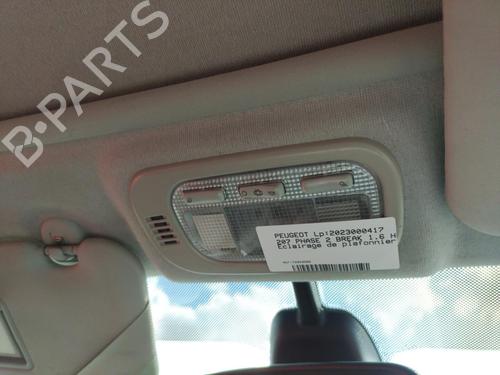 B-PARTS
PEUGEOT Lp:2023000417
207 PHASE 2 BREAK 1.6 H
Eclairage de plafonnier